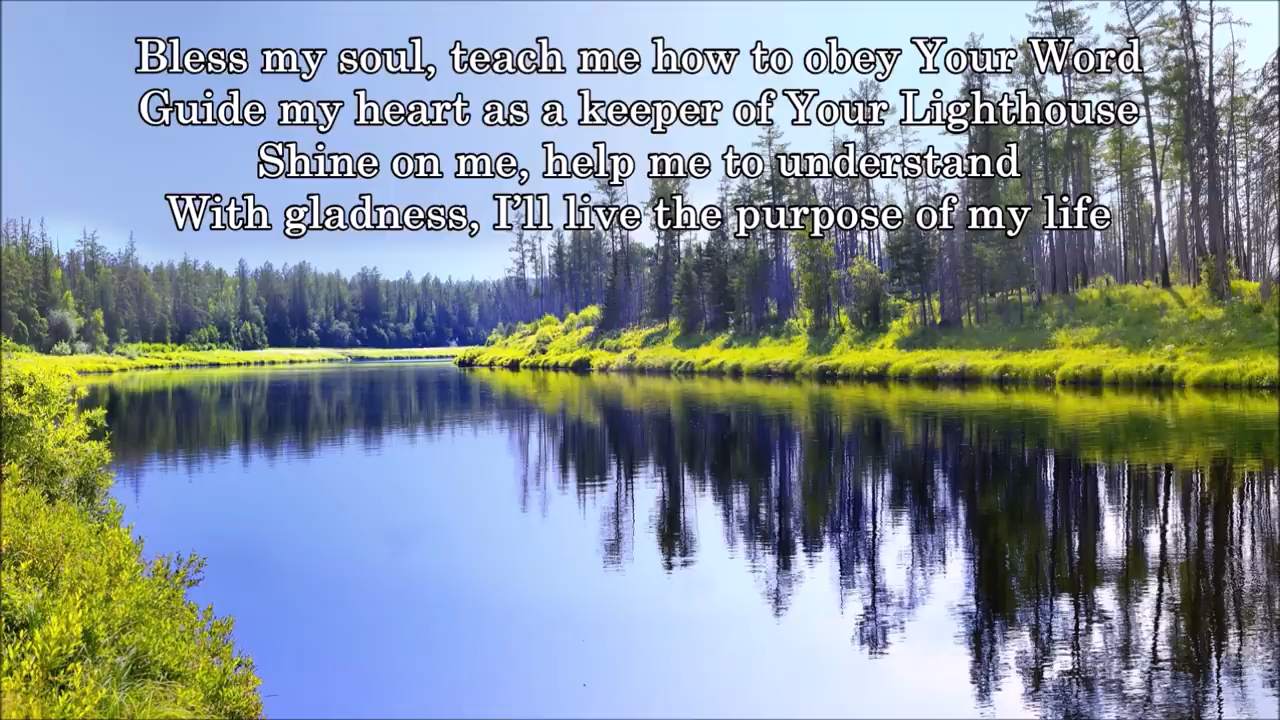 Bless my soul, teach me how to obey Your Word
Guide my heart as a keeper of Your Lighthouse
Shine on me, help me to understand
With gladness, I’ll live the purpose of my life